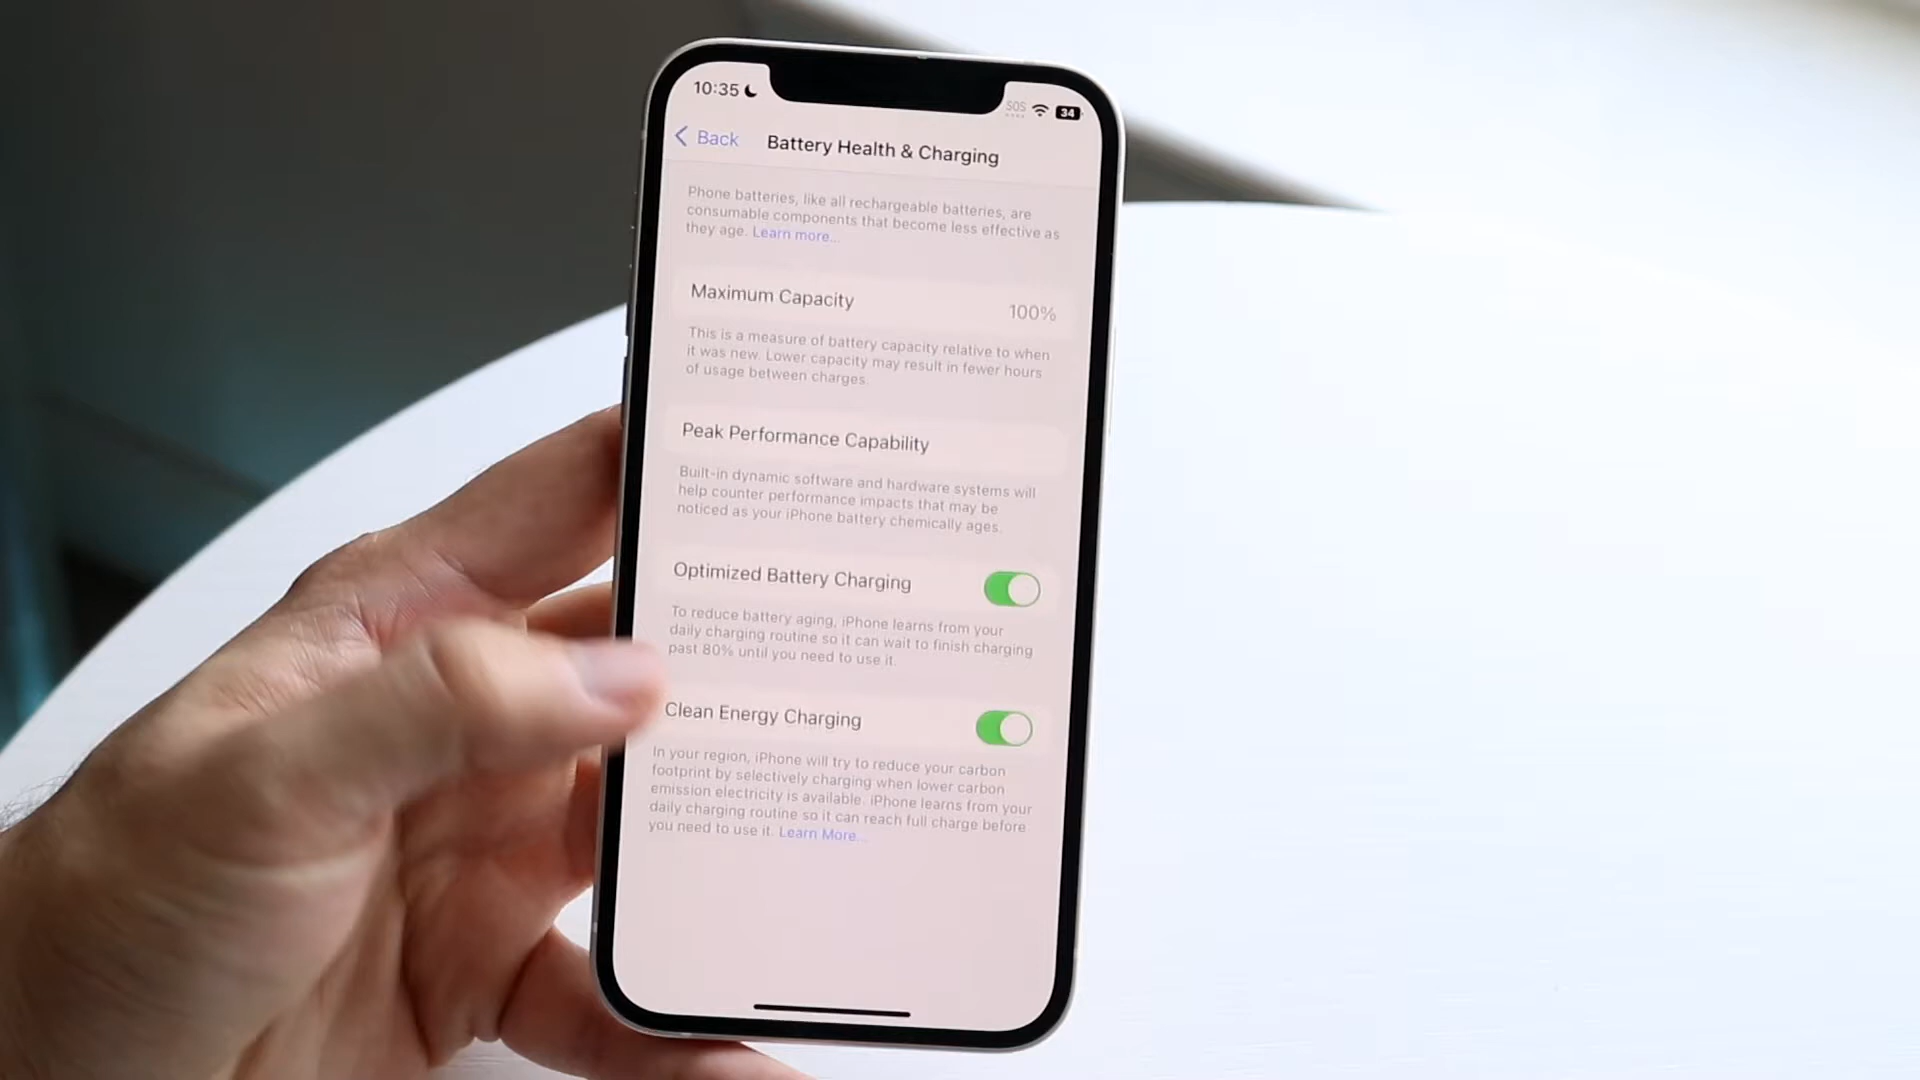 10:35
SOS
34
Back
Battery Health & Charging
Phone batteries, like all rechargeable batteries, are
consumable components that become less effective as
they age. Learn more...
Maximum Capacity
100%
This is a measure of battery capacity relative to when
it was new. Lower capacity may result in fewer hours
of usage between charges.
Peak Performance Capability
Built-in dynamic software and hardware systems will
help counter performance impacts that may be
noticed as your iPhone battery chemically ages.
Optimized Battery Charging
To reduce battery aging, iPhone learns from your
daily charging routine so it can wait to finish charging
past 80% until you need to use it.
Clean Energy Charging
In your region, iPhone will try to reduce your carbon
footprint by selectively charging when lower carbon
emission electricity is available. iPhone learns from your
daily charging routine so it can reach full charge before
you need to use it. Learn More...